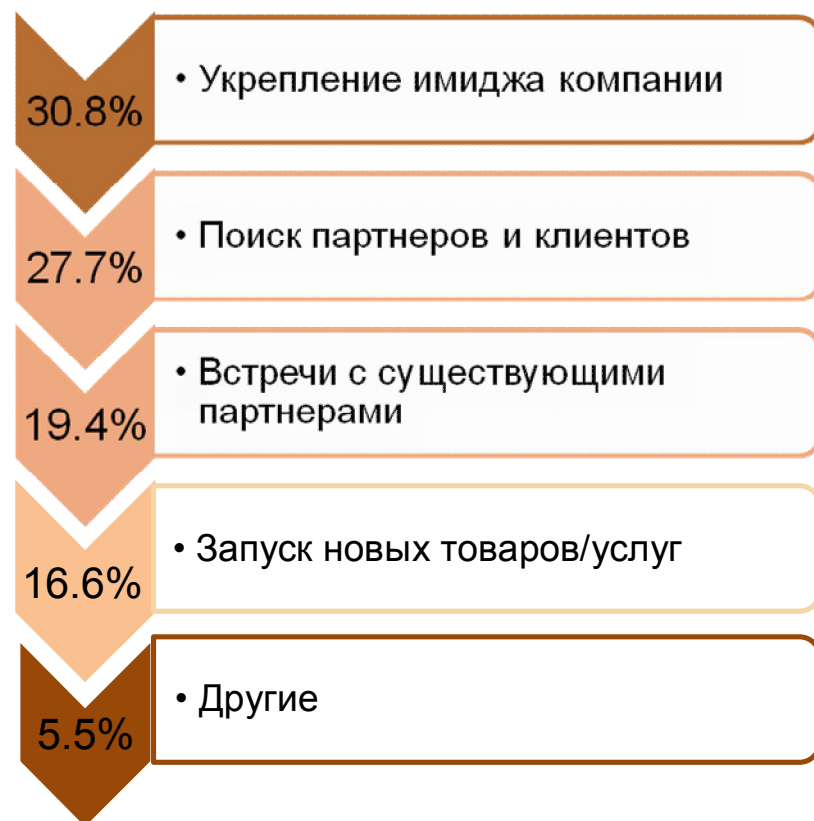 30.8%
• Укрепление имиджа компании
27.7%
• Поиск партнеров и клиентов
19.4%
• Встречи с существующими
партнерами
16.6%
• Запуск новых товаров/услуг
5.5%
• Другие